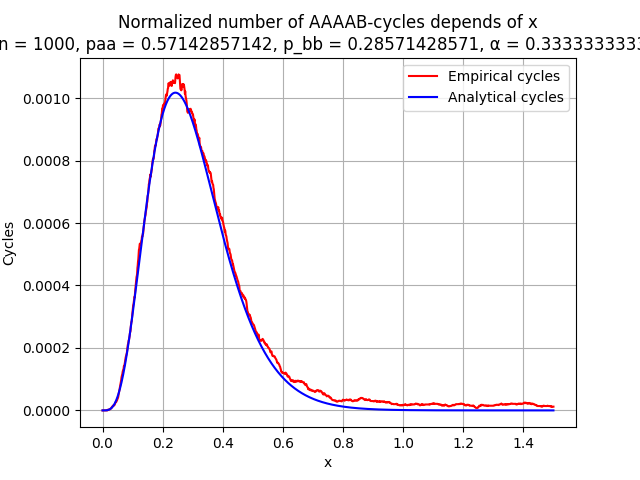 Normalized number of AAAAB-cycles depends of x
n = 1000, paa = 0.57142857142, p_bb = 0.28571428571, α = 0.3333333333
Empirical cycles
Analytical cycles
0.0010
0.0008
0.0006
0.0004
0.0002
0.0000
Cycles
0.0 0.2 0.4 0.6 0.8 1.0 1.2 1.4
x